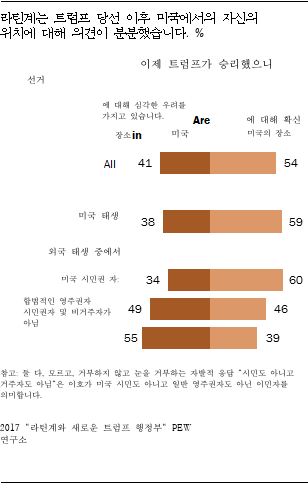 라틴계는 트럼프 당선 이후 미국에서의 자신의
위치에 대해 의견이 분분했습니다. %
이제 트럼프가 승리했으니
선거
에 대해 심각한 우려를
가지고 있습니다.
Are
에 대해 확신
장소in
미국
미국의 장소
All 41 54
미국 태생 38 59
외국 태생 중에서
미국 시민권 자: 34 60
합법적인 영주권자 49 46
시민권자 및 비거주자가
아님
55 39
참고: 둘 다, 모르고, 거부하지 않고 눈을 거부하는 자발적 응답 "시민도 아니고
거주자도 아님"은 이호가 미국 시민도 아니고 일반 영주권자도 아닌 이민자를
의미합니다.
2017 "라틴계와 새로운 트럼프 행정부" PEW
연구소